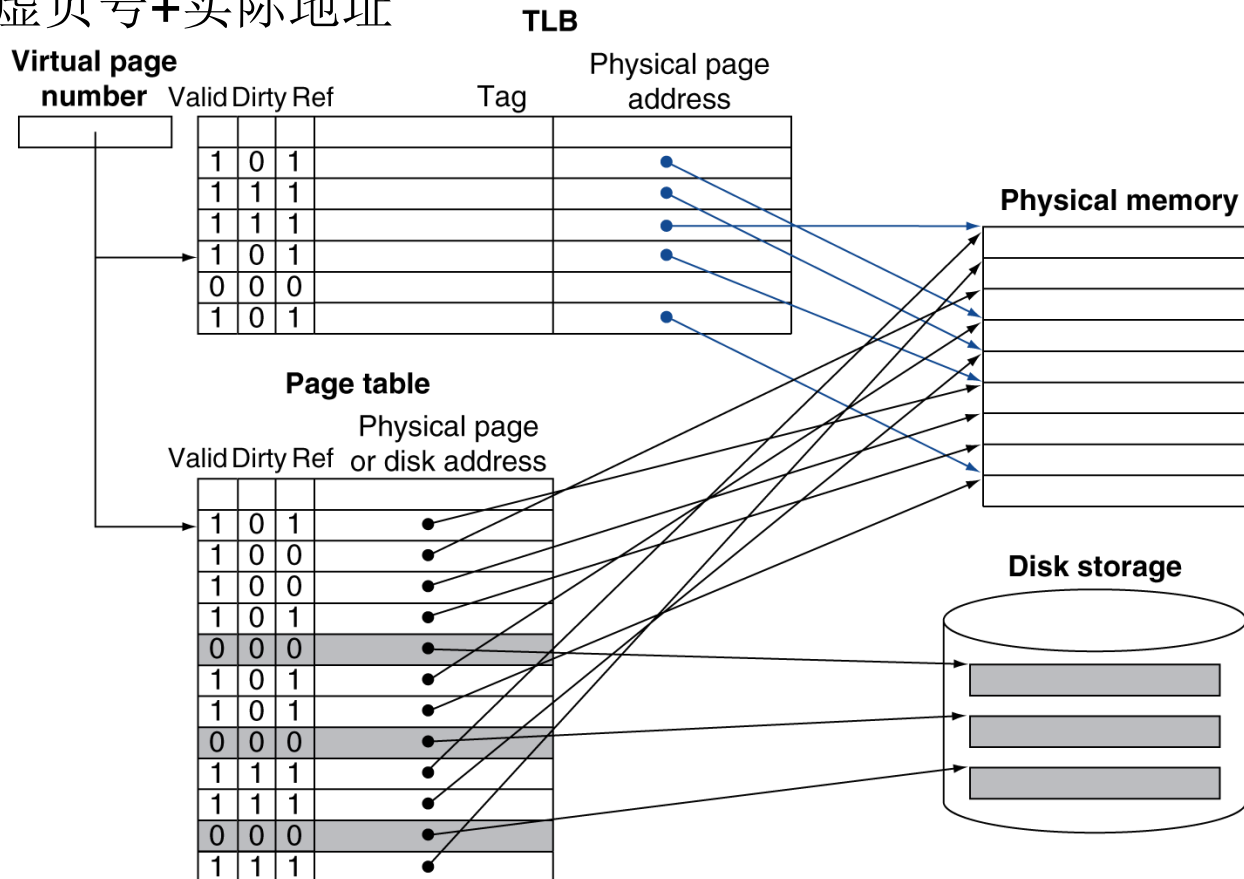 虚页号+实际地址
TLB
Virtual page
number
Valid Dirty Ref
Tag
Physical page
address
1 0 1
1 1 1
1 1 1
1 0 1
0 0 0
1 0 1
Physical memory
Page table
Physical page
or disk address
Valid Dirty Ref
1 0 1
1 0 0
1 0 0
1 0 1
0 0 0
1 0 1
1 0 1
0 0 0
1 1 1
1 1 1
0 0 0
1 1 1
Disk storage